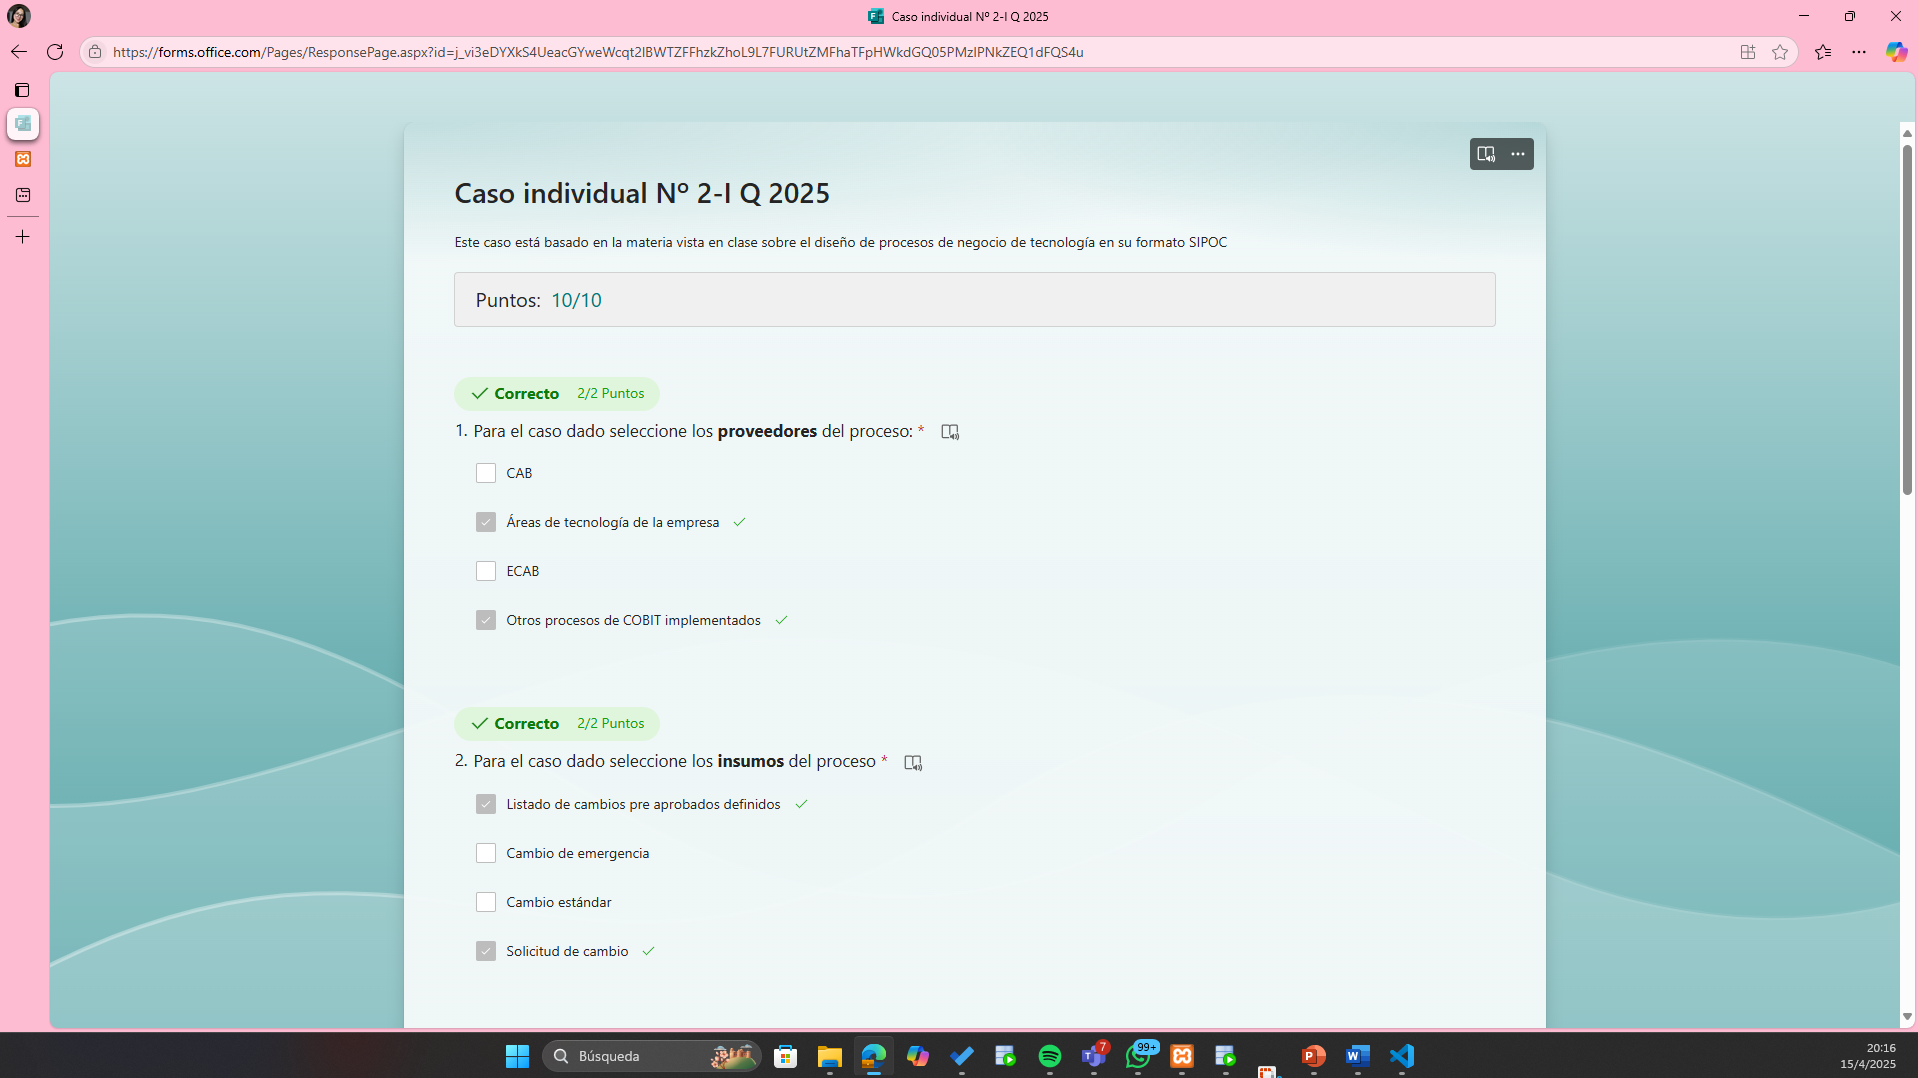 Caso individual Nº 2-I Q 2025
https://forms.office.com/Pages/ResponsePage.aspx?id=j_vi3eDYXkS4UeacGYweWcqt2lBWTZFFhzkZhoL9L7FURUtZMFhaTFpHWkdGQ05PMzlPNkZEQ1dFQS4u
Caso individual Nº 2-I Q 2025
Este caso está basado en la materia vista en clase sobre el diseño de procesos de negocio de tecnología en su formato SIPOC
Puntos: 10/10
Correcto 2/2 Puntos
1. Para el caso dado seleccione los proveedores del proceso: *
CAB
Áreas de tecnología de la empresa
ECAB
Otros procesos de COBIT implementados
Correcto 2/2 Puntos
2. Para el caso dado seleccione los insumos del proceso *
Listado de cambios pre aprobados definidos
Cambio de emergencia
Cambio estándar
Solicitud de cambio
Búsqueda
7
99+
20:16
15/4/2025